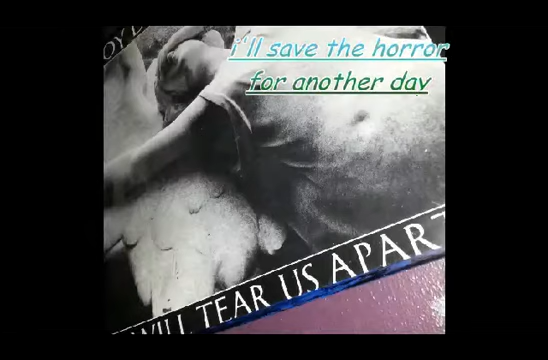 i'll save the horror
for another day
WILL TEAR US APART